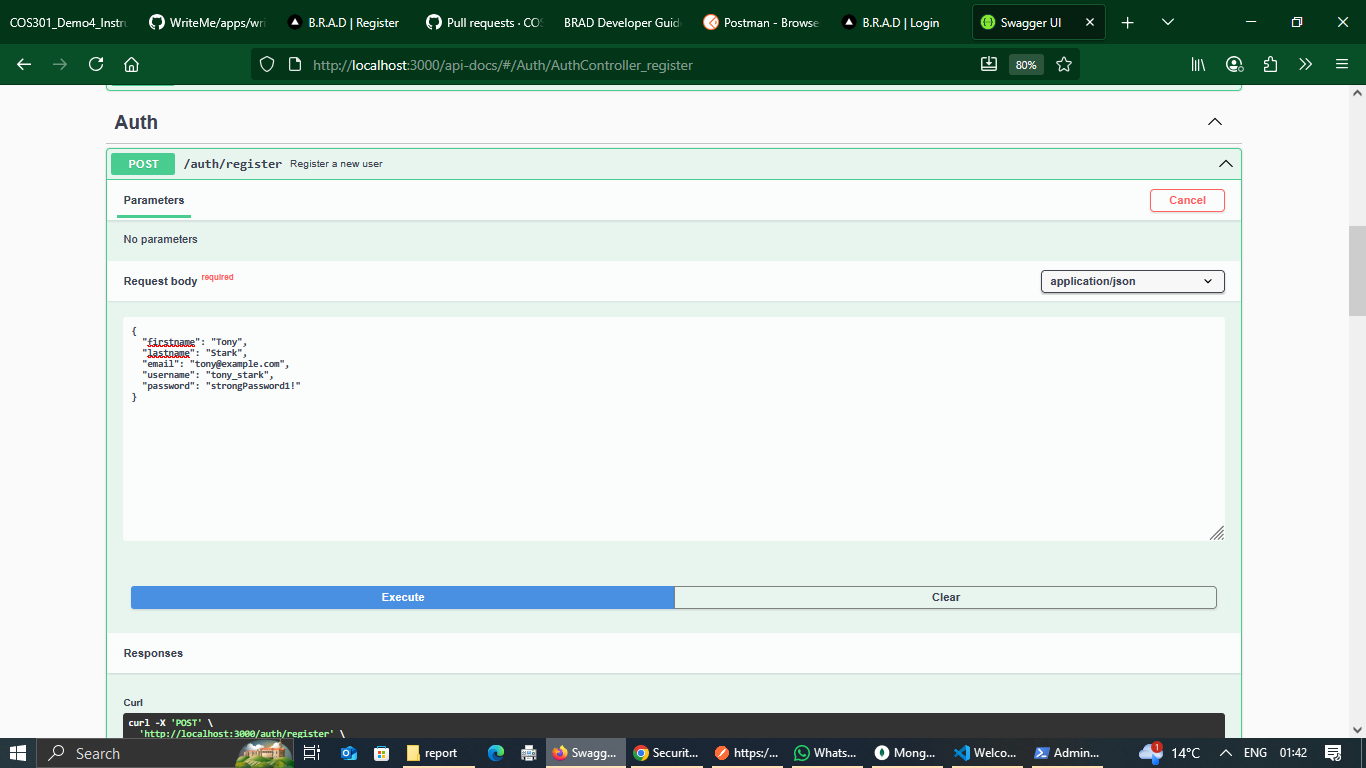 COS301_Demo4_Instru
WriteMe/apps/wri
B.R.A.D | Register
Pull requests · COS
BRAD Developer Guide
Postman - Browse
B.R.A.D | Login
Swagger UI
http://localhost:3000/api-docs/#/Auth/AuthController_register
80%
Auth
POST /auth/register Register a new user
Parameters
Cancel
No parameters
Request body required
application/json
{
"firstname": "Tony",
"lastname": "Stark",
"email": "tony@example.com",
"username": "tony_stark",
"password": "strongPassword1!"
}
Execute
Clear
Responses
Curl
curl -X 'POST' \
'http://localhost:3000/auth/register' \
Search
report
Swagg...
Securit...
https:/...
Whats...
Mong...
Welco...
Admin...
1
14°C
ENG
01:42